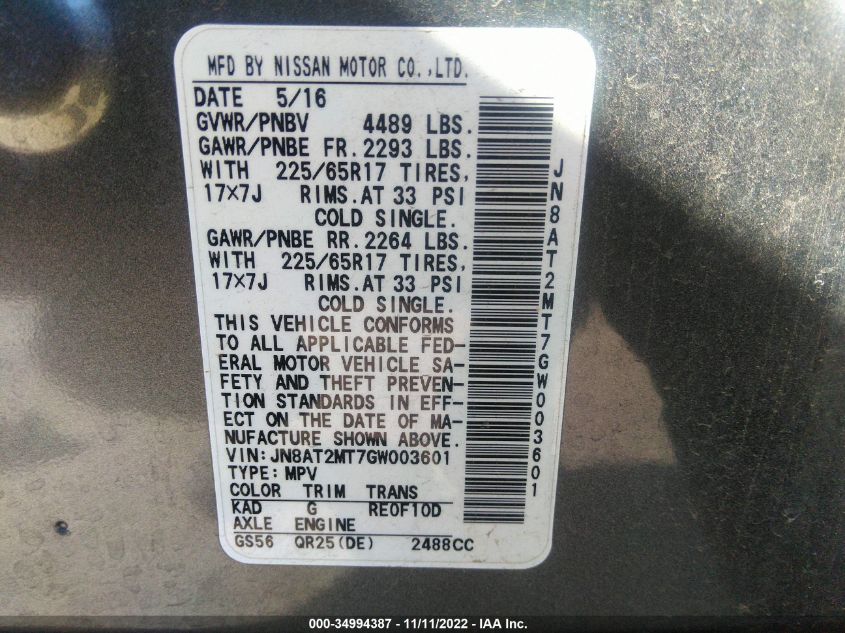 MFD BY NISSAN MOTOR CO.,LTD.
DATE 5/16
GVWR/PNBV 4489 LBS.
GAWR/PNBE FR.2293 LBS.
WITH 225/65R17 TIRES,
17×7J RIMS.AT 33 PSI
COLD SINGLE.
GAWR/PNBE RR.2264 LBS.
WITH 225/65R17 TIRES,
17×7J RIMS.AT 33 PSI
COLD SINGLE.
THIS VEHICLE CONFORMS
TO ALL APPLICABLE FED-
ERAL MOTOR VEHICLE SA-
FETY AND THEFT PREVEN-
TION STANDARDS IN EFF-
ECT ON THE DATE OF MA-
NUFACTURE SHOWN ABOVE.
VIN:JN8AT2MT7GW003601
TYPE:MPV
COLOR TRIM TRANS
KAD G RE0F10D
AXLE ENGINE
GS56 QR25(DE) 2488CC
JN8AT2MT7GW003601
000-34994387 - 11/11/2022 - IAA Inc.